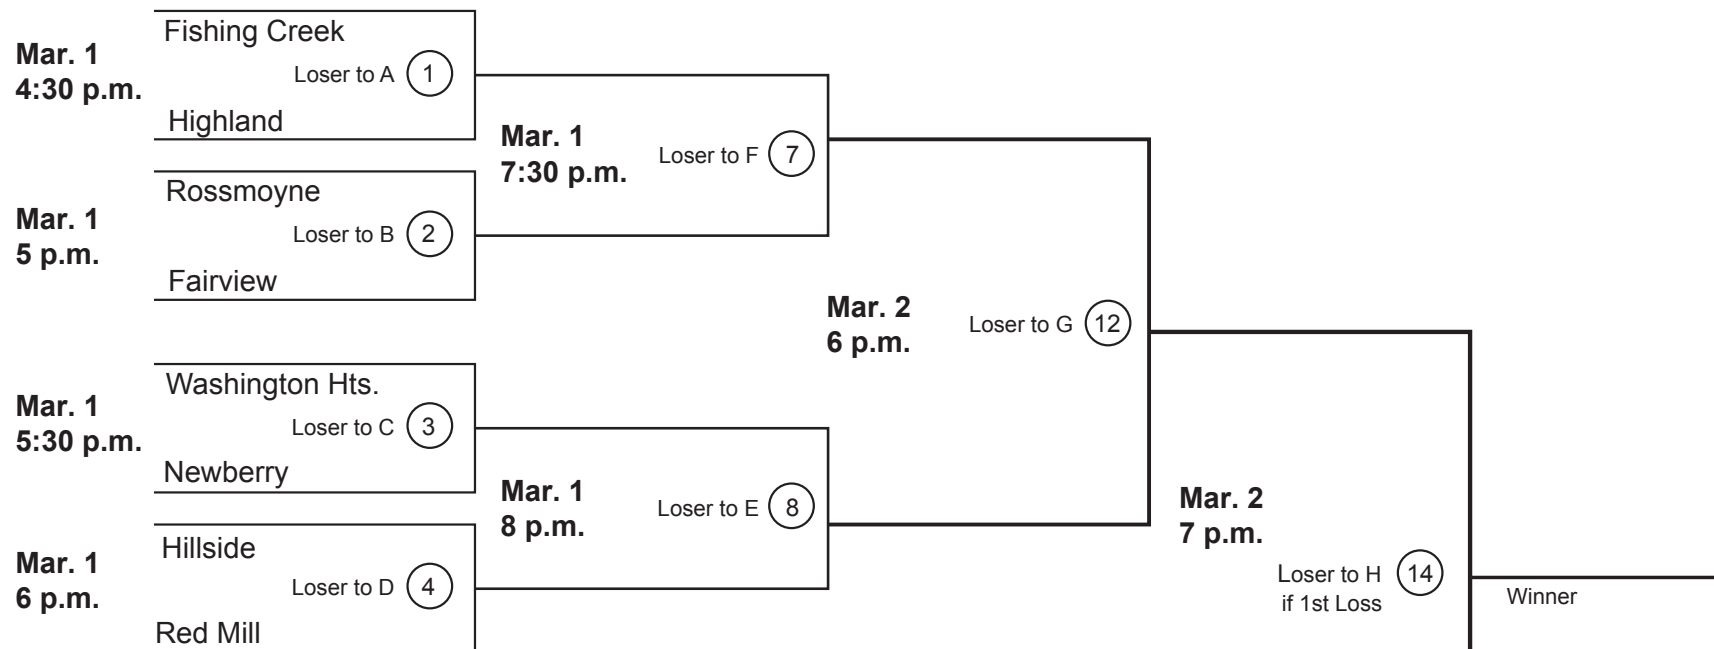 Fishing Creek
Mar. 1
4:30 p.m.
Loser to A 1
Highland
Mar. 1
7:30 p.m.
Loser to F 7
Rossmoyne
Mar. 1
5 p.m.
Loser to B 2
Fairview
Mar. 2
6 p.m.
Loser to G 12
Washington Hts.
Mar. 1
5:30 p.m.
Loser to C 3
Newberry
Mar. 1
8 p.m.
Loser to E 8
Mar. 2
7 p.m.
Hillside
Mar. 1
6 p.m.
Loser to D 4
Red Mill
Loser to H 14
if 1st Loss
Winner